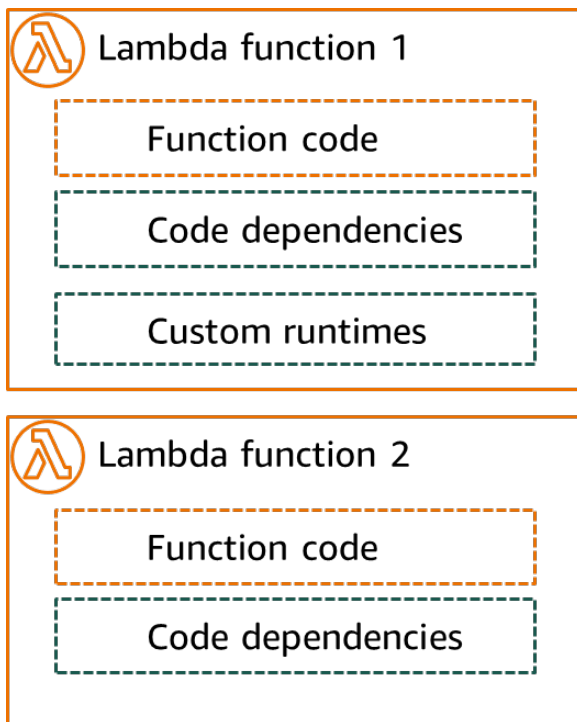 Lambda function 1
Function code
Code dependencies
Custom runtimes
Lambda function 2
Function code
Code dependencies